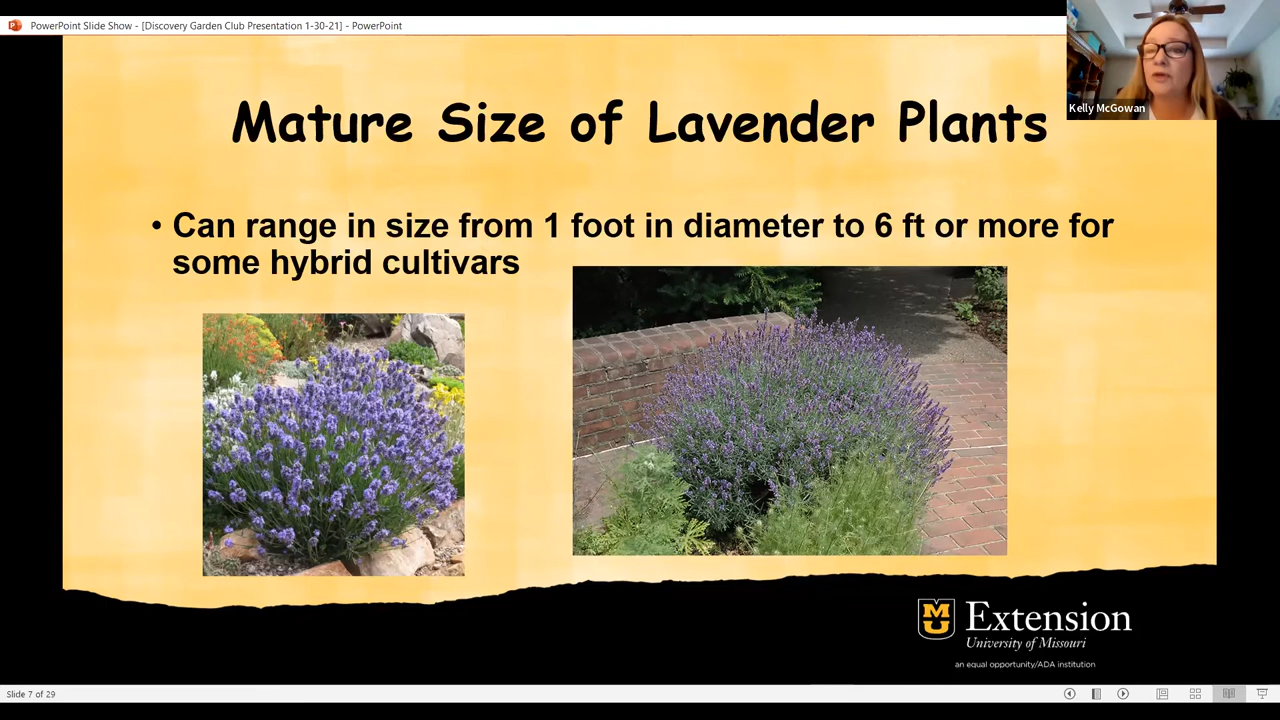 PowerPoint Slide Show - [Discovery Garden Club Presentation 1-30-21] - PowerPoint
Kelly McGowan
Mature Size of Lavender Plants
• Can range in size from 1 foot in diameter to 6 ft or more for
some hybrid cultivars
MU
Extension
University of Missouri
an equal opportunity/ADA institution
Slide 7 of 29